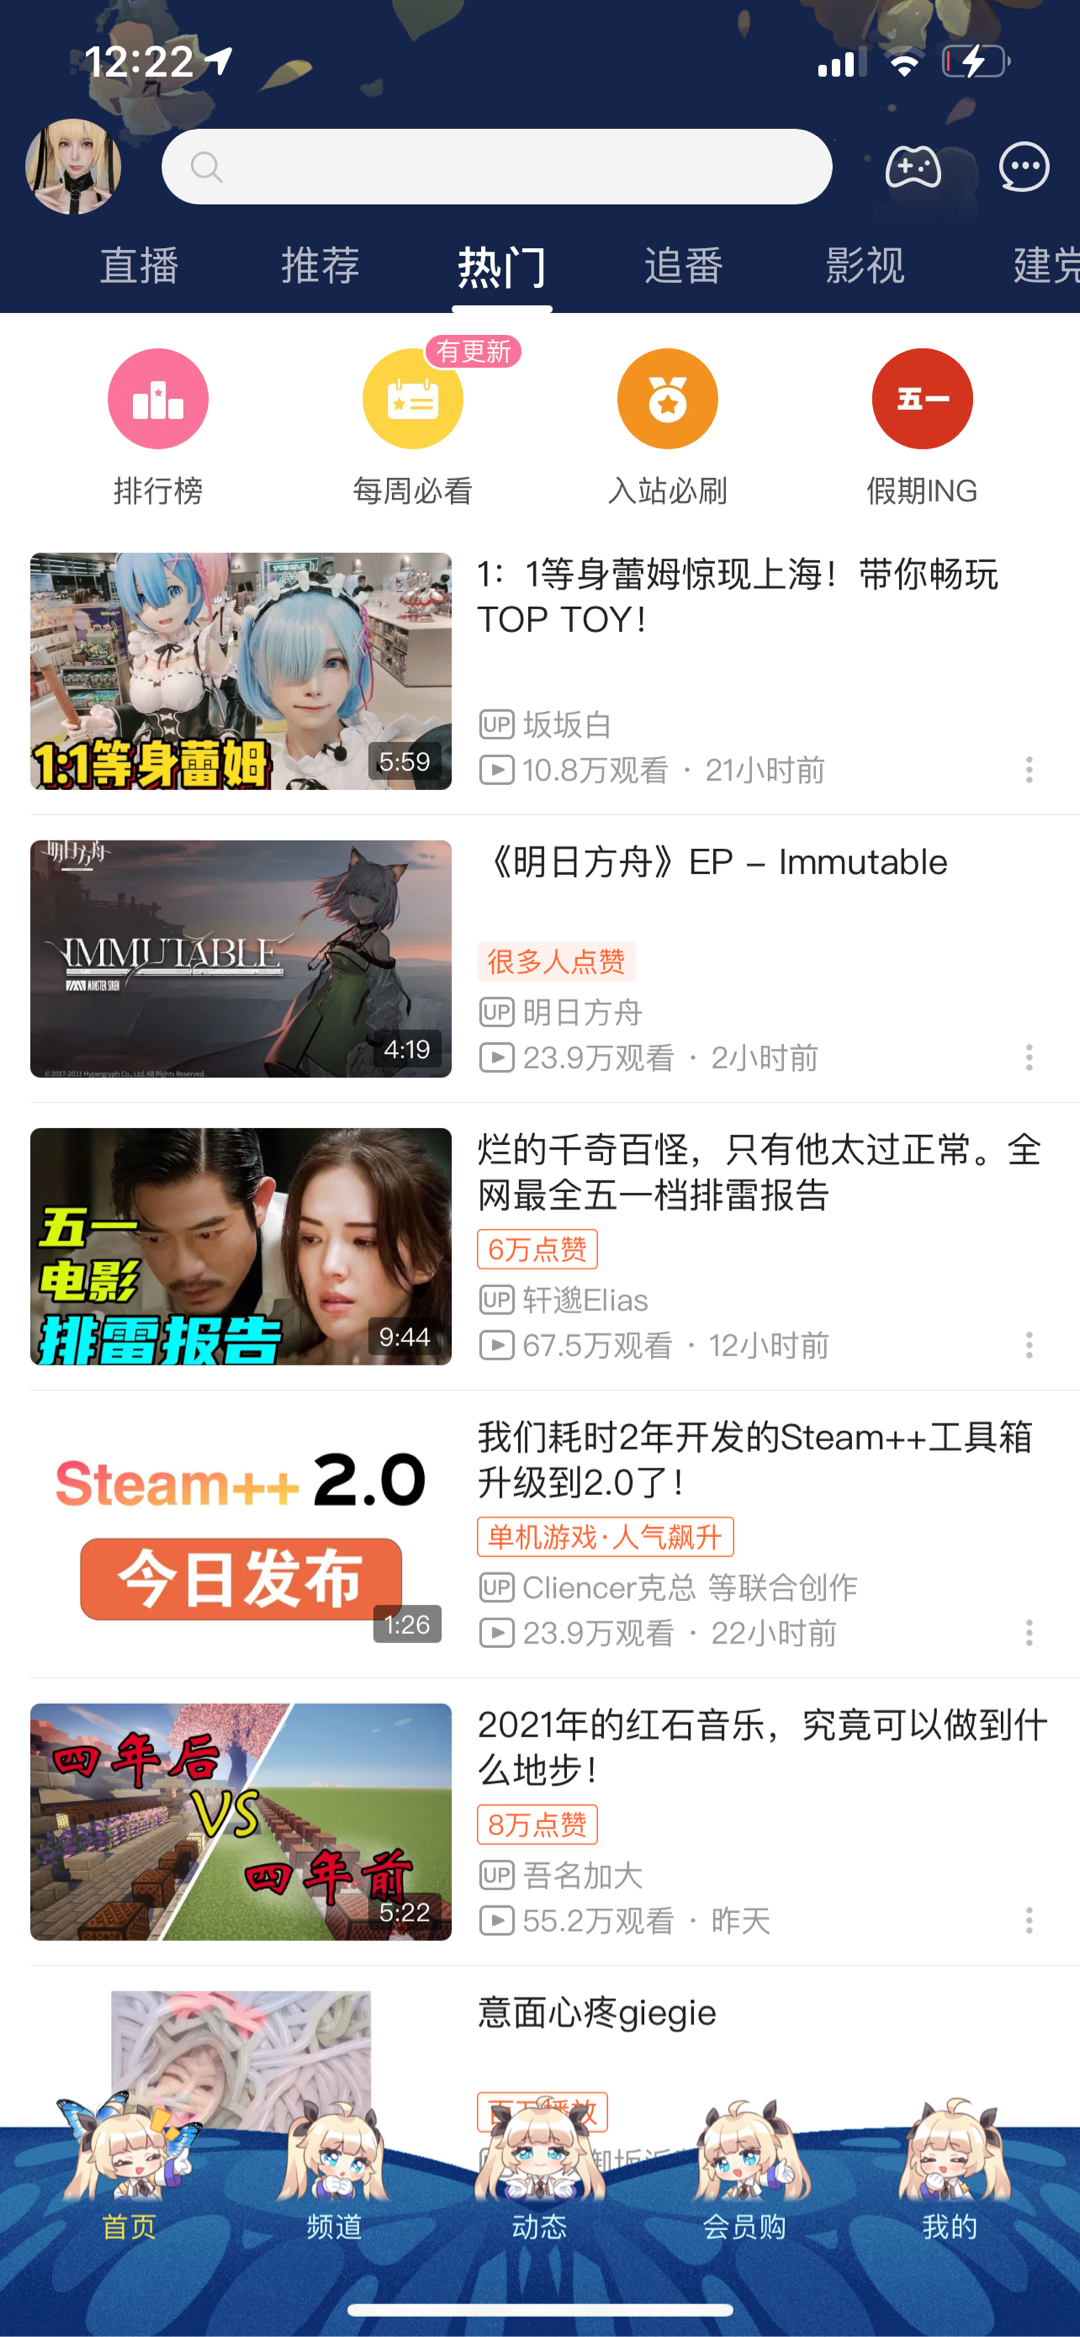 12:22
直播 推荐 热门 追番 影视 建党
有更新
五一
排行榜 每周必看 入站必刷 假期ING
1:1等身蕾姆
5:59
1：1等身蕾姆惊现上海！带你畅玩
TOP TOY！
UP 坂坂白
10.8万观看 · 21小时前
明日方舟
IMMUTABLE
MONSTER SIREN
©2017-2021 Hypergryph Co., Ltd. All Rights Reserved.
4:19
《明日方舟》EP – Immutable
很多人点赞
UP 明日方舟
23.9万观看 · 2小时前
五一
电影
排雷报告
9:44
烂的千奇百怪，只有他太过正常。全
网最全五一档排雷报告
6万点赞
UP 轩邈Elias
67.5万观看 · 12小时前
Steam++ 2.0
今日发布
1:26
我们耗时2年开发的Steam++工具箱
升级到2.0了！
单机游戏·人气飙升
UP Cliencer克总 等联合创作
23.9万观看 · 22小时前
四年后
VS
四年前
5:22
2021年的红石音乐，究竟可以做到什
么地步！
8万点赞
UP 吾名加大
55.2万观看 · 昨天
意面心疼giegie
首页 频道 动态 会员购 我的